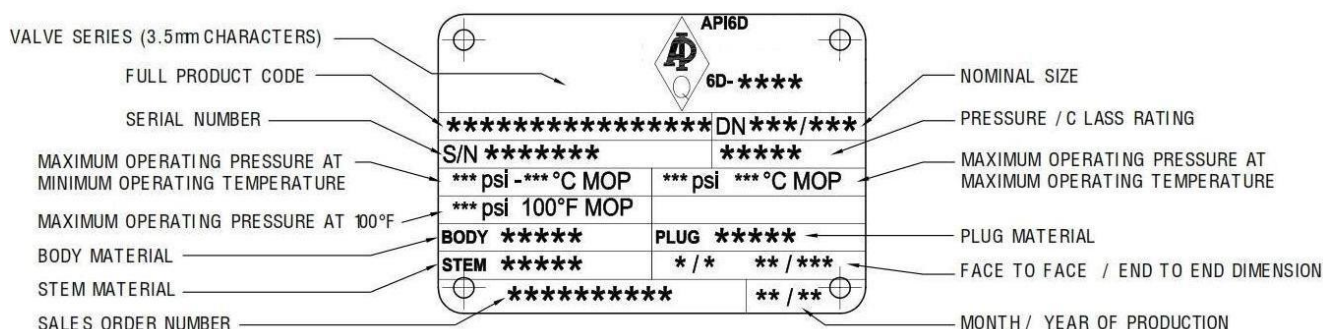 VALVE SERIES (3.5mm CHARACTERS)
FULL PRODUCT CODE
SERIAL NUMBER
MAXIMUM OPERATING PRESSURE AT
MINIMUM OPERATING TEMPERATURE
MAXIMUM OPERATING PRESSURE AT 100°F
BODY MATERIAL
STEM MATERIAL
SALES ORDER NUMBER
API6D
API
Q
6D-****
**************** DN***/***
S/N ******* *****
*** psi -*** °C MOP *** psi *** °C MOP
*** psi 100°F MOP
BODY ***** PLUG *****
STEM ***** */* **/***
********** **/**
NOMINAL SIZE
PRESSURE / C LASS RATING
MAXIMUM OPERATING PRESSURE AT
MAXIMUM OPERATING TEMPERATURE
PLUG MATERIAL
FACE TO FACE / END TO END DIMENSION
MONTH / YEAR OF PRODUCTION